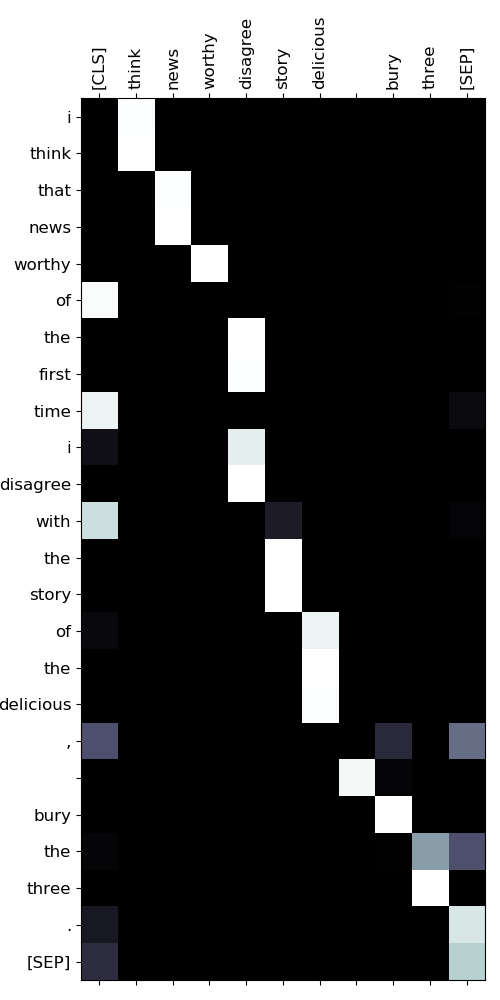 [CLS] think news worthy disagree story delicious bury three [SEP]
i
think
that
news
worthy
of
the
first
time
i
disagree
with
the
story
of
the
delicious
,
bury
the
three
.
[SEP]